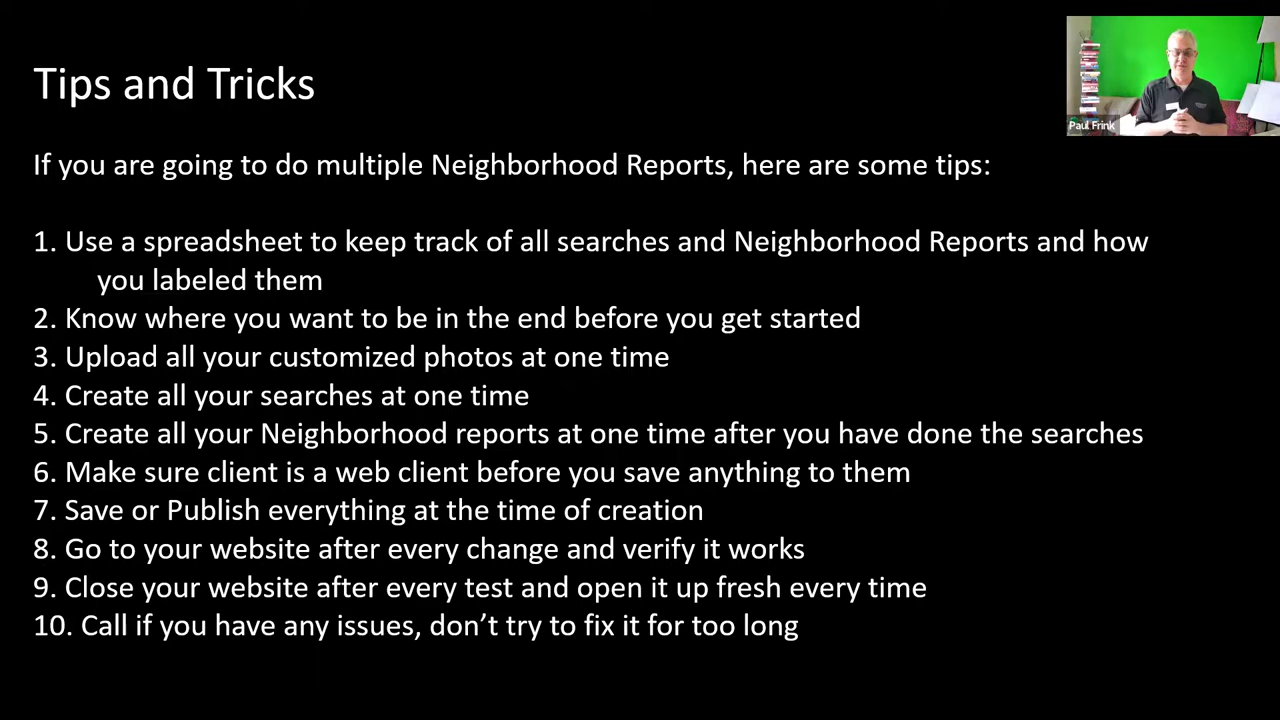 Tips and Tricks
Paul Frink
If you are going to do multiple Neighborhood Reports, here are some tips:
1. Use a spreadsheet to keep track of all searches and Neighborhood Reports and how
you labeled them
2. Know where you want to be in the end before you get started
3. Upload all your customized photos at one time
4. Create all your searches at one time
5. Create all your Neighborhood reports at one time after you have done the searches
6. Make sure client is a web client before you save anything to them
7. Save or Publish everything at the time of creation
8. Go to your website after every change and verify it works
9. Close your website after every test and open it up fresh every time
10. Call if you have any issues, don’t try to fix it for too long